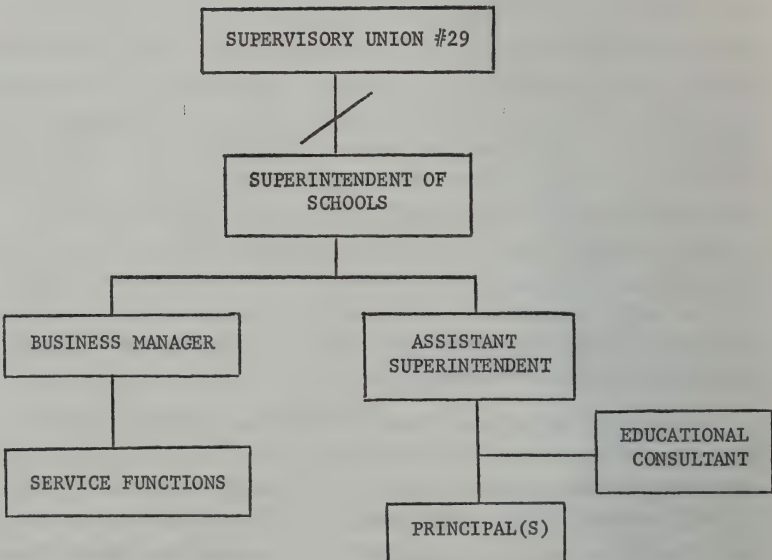 SUPERVISORY UNION #29
SUPERINTENDENT OF
SCHOOLS
BUSINESS MANAGER
ASSISTANT
SUPERINTENDENT
EDUCATIONAL
CONSULTANT
SERVICE FUNCTIONS
PRINCIPAL(S)